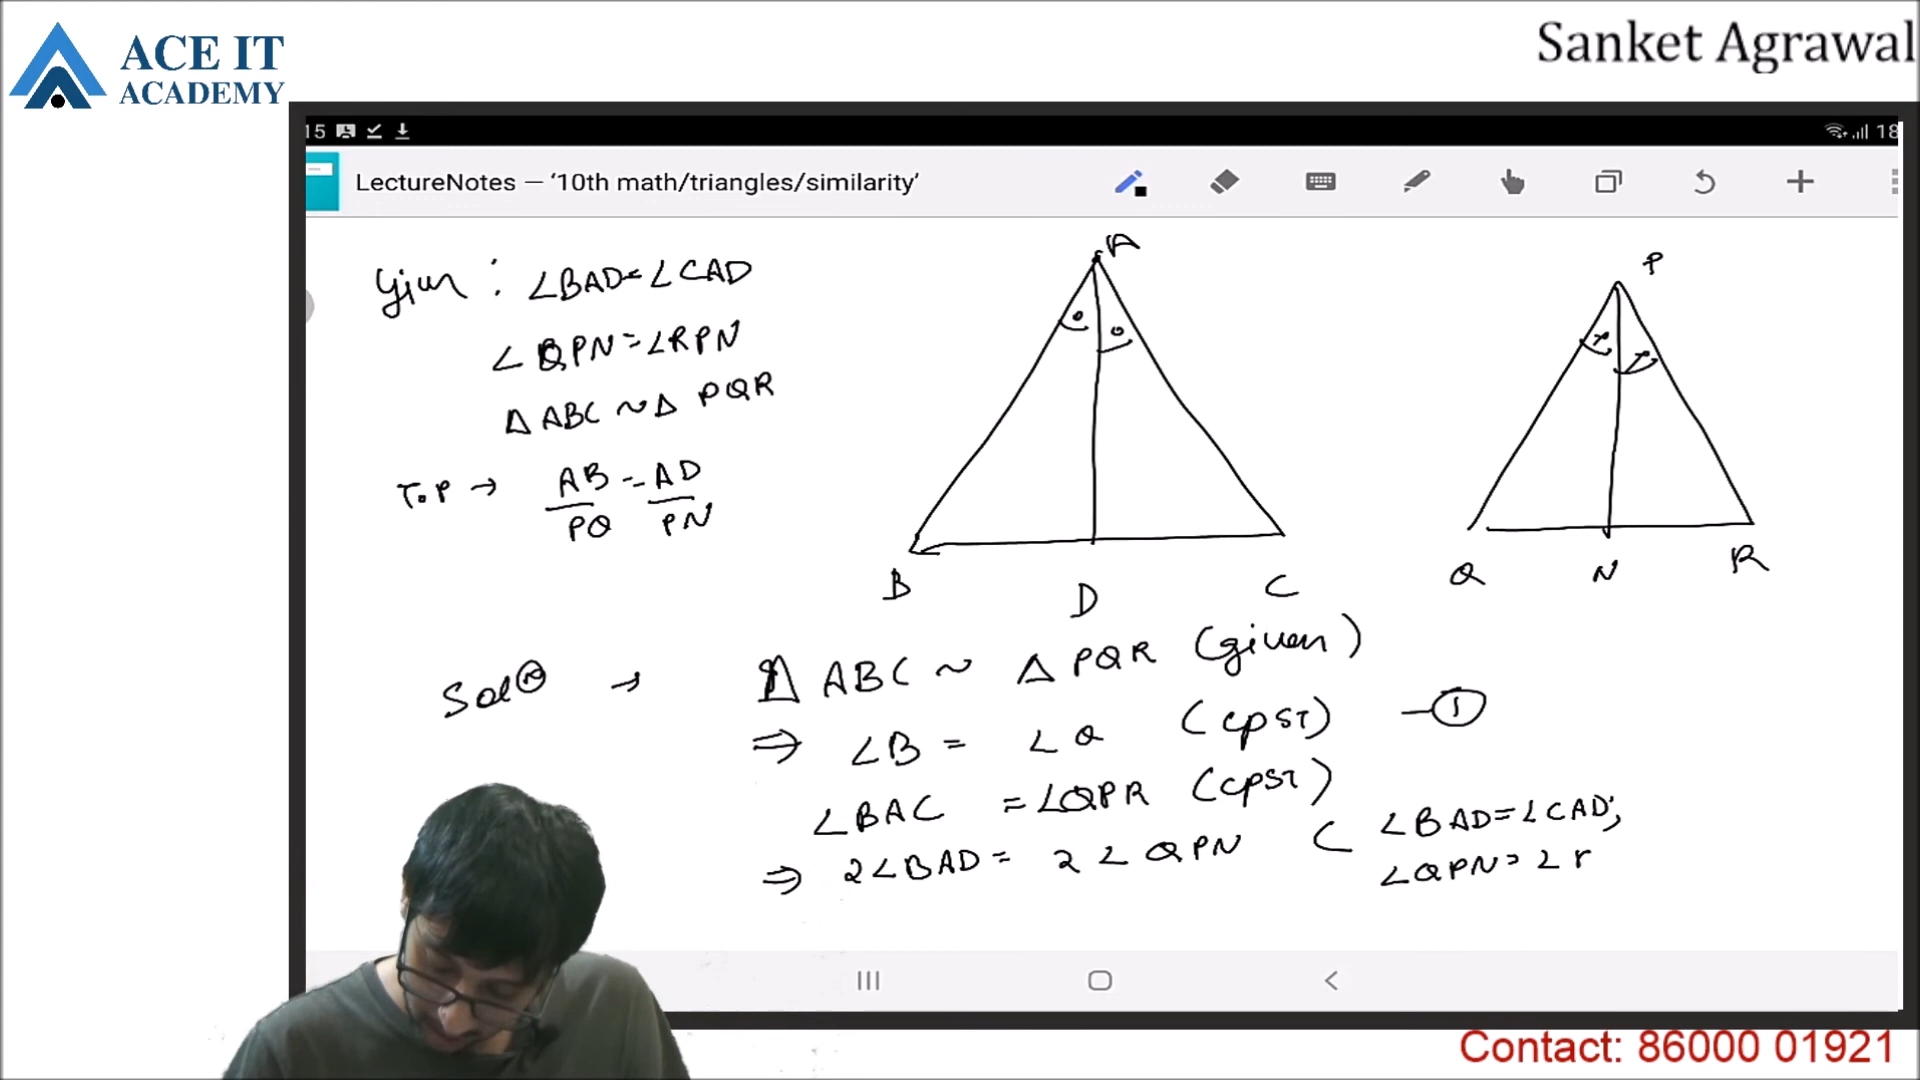 ACE IT
ACADEMY
Sanket Agrawal
15
18
LectureNotes — ‘10th math/triangles/similarity’
Given : ∠BAD = ∠CAD
∠QPN = ∠RPN
Δ ABC ~ Δ PQR
T.P → AB/PQ = AD/PN
A
B
D
C
P
Q
N
R
Sol → Δ ABC ~ Δ PQR (given)
⇒ ∠B = ∠Q (cpst) — ①
∠BAC = ∠QPR (cpst)
⇒ 2∠BAD = 2∠QPN ( ∠BAD = ∠CAD,
∠QPN = ∠r
Contact: 86000 01921